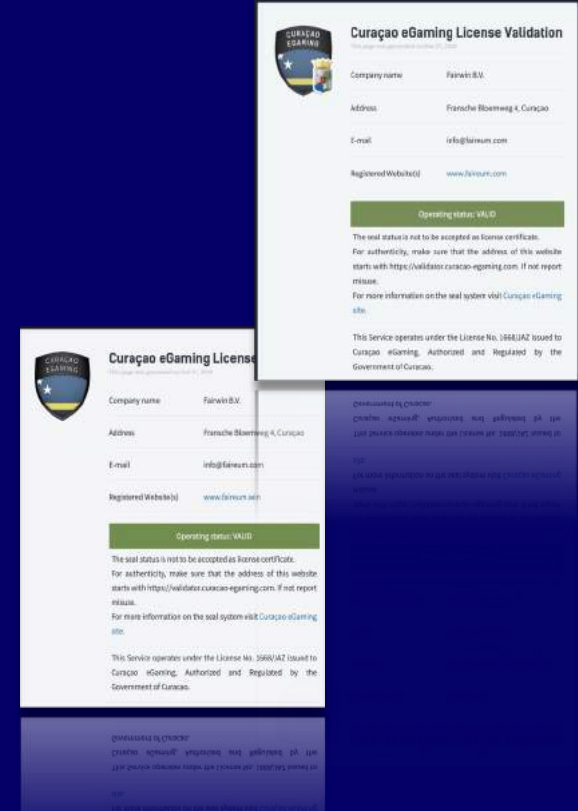 CURAÇAO
EGAMING
Curaçao eGaming License Validation
Company name Fairwin B.V.
Address Fransche Bloemweg 4, Curaçao
E-mail info@faireum.com
Registered Website(s) www.faireum.com
Operating status: VALID
The seal status is not to be accepted as license certificate.
For authenticity, make sure that the address of this website
starts with https://validator.curacao-egaming.com. If not report
misuse.
For more information on the seal system visit Curaçao eGaming
site.
This Service operates under the License No. 1668/JAZ issued to
Curaçao eGaming, Authorized and Regulated by the
Government of Curacao.
CURAÇAO
EGAMING
Curaçao eGaming License
Company name Fairwin B.V.
Address Fransche Bloemweg 4, Curaçao
E-mail info@faireum.com
Registered Website(s) www.faireum.win
Operating status: VALID
The seal status is not to be accepted as license certificate.
For authenticity, make sure that the address of this website
starts with https://validator.curacao-egaming.com. If not report
misuse.
For more information on the seal system visit Curaçao eGaming
site.
This Service operates under the License No. 1668/JAZ issued to
Curaçao eGaming, Authorized and Regulated by the
Government of Curacao.